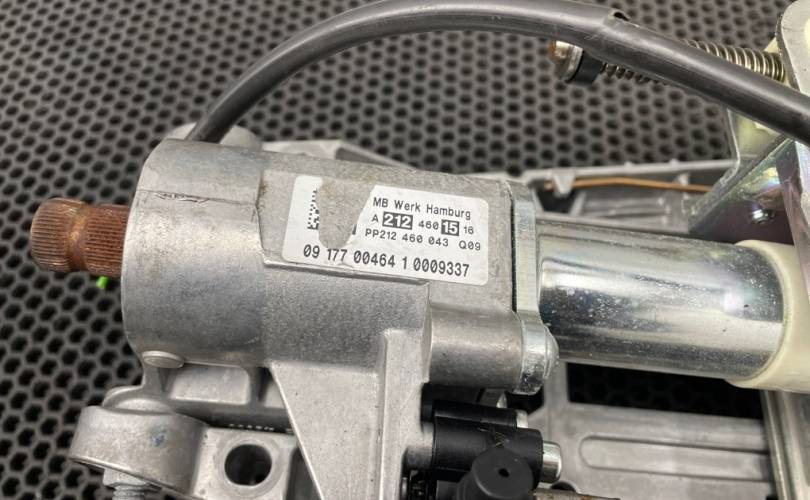 MB Werk Hamburg
A 212 460 15 16
PP212 460 043 Q09
09 177 00464 1 0009337